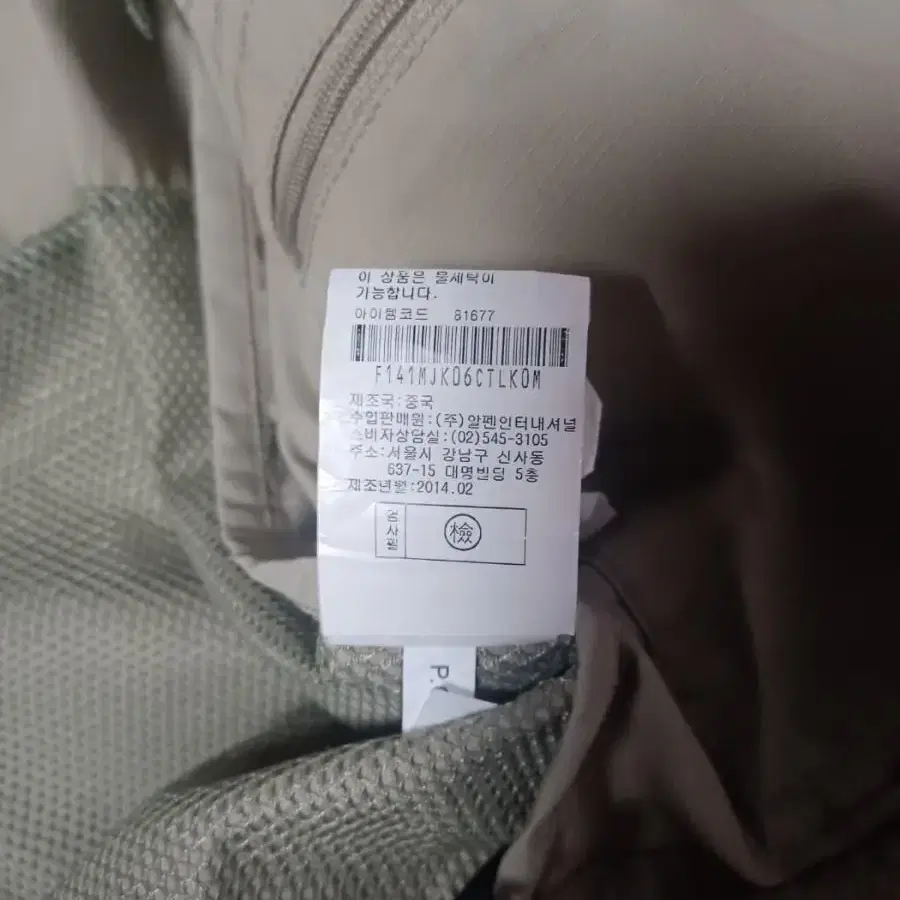 이 상품은 물세탁이
가능합니다.
아이템코드 81677
F141MJK06CTLK0M
제조국:중국
수입판매원:(주)알펜인터내셔널
소비자상담실:(02)545-3105
주소:서울시 강남구 신사동
637-15 대명빌딩 5층
제조년월:2014.02
검사필
檢
P.